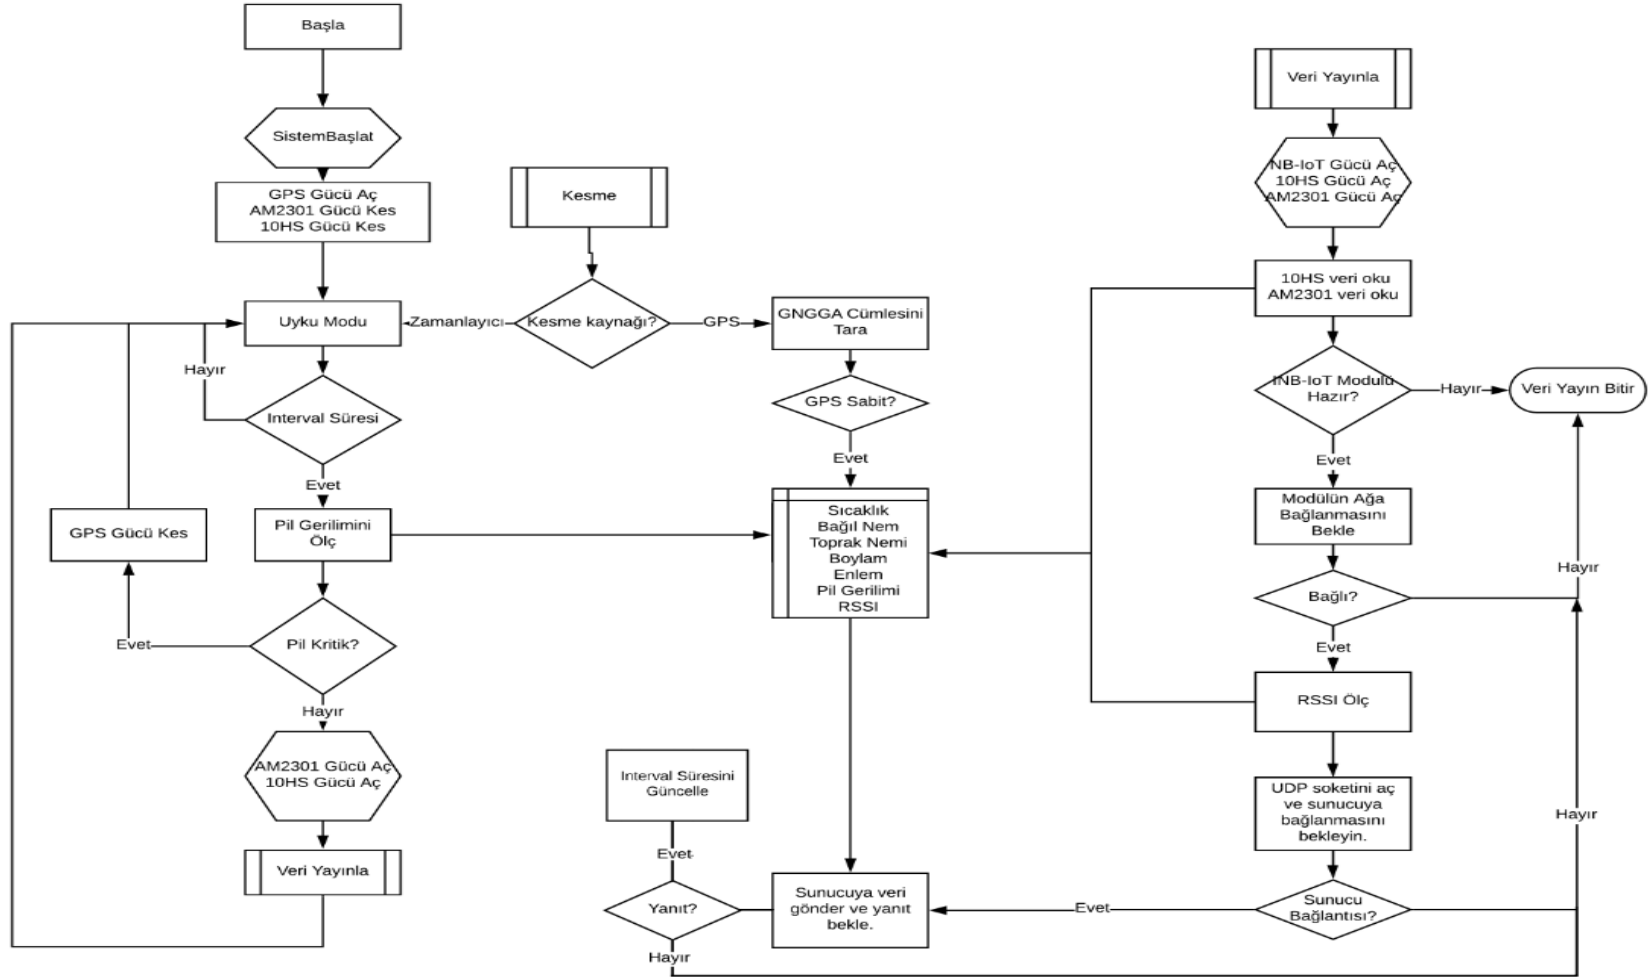 Başla
SistemBaşlat
GPS Gücü Aç
AM2301 Gücü Kes
10HS Gücü Kes
Uyku Modu
Hayır
Interval Süresi
Evet
GPS Gücü Kes
Pil Gerilimini
Ölç
Evet
Pil Kritik?
Hayır
AM2301 Gücü Aç
10HS Gücü Aç
Veri Yayınla
Kesme
Zamanlayıcı
Kesme kaynağı?
GPS
GNGGA Cümlesini
Tara
GPS Sabit?
Evet
Sıcaklık
Bağıl Nem
Toprak Nemi
Boylam
Enlem
Pil Gerilimi
RSSI
Interval Süresini
Güncelle
Evet
Yanıt?
Hayır
Sunucuya veri
gönder ve yanıt
bekle.
Veri Yayınla
NB-IoT Gücü Aç
10HS Gücü Aç
AM2301 Gücü Aç
10HS veri oku
AM2301 veri oku
NB-IoT Modülü
Hazır?
Hayır
Veri Yayın Bitir
Evet
Modülün Ağa
Bağlanmasını
Bekle
Hayır
Bağlı?
Evet
RSSI Ölç
UDP soketini aç
ve sunucuya
bağlanmasını
bekleyin.
Hayır
Sunucu
Bağlantısı?
Evet